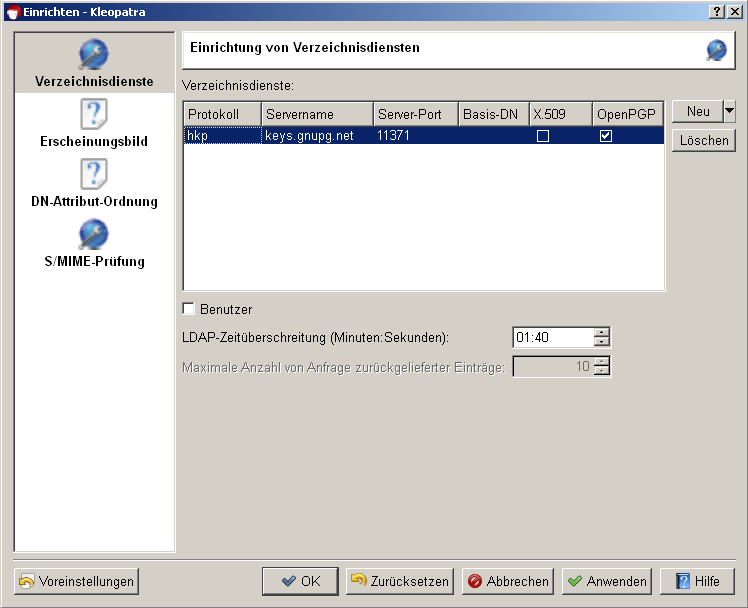 Einrichten - Kleopatra
Verzeichnisdienste
Erscheinungsbild
DN-Attribut-Ordnung
S/MIME-Prüfung
Einrichtung von Verzeichnisdiensten
Verzeichnisdienste:
Protokoll Servername Server-Port Basis-DN X.509 OpenPGP
hkp keys.gnupg.net 11371
Neu
Löschen
Benutzer
LDAP-Zeitüberschreitung (Minuten:Sekunden): 01:40
Maximale Anzahl von Anfrage zurückgelieferter Einträge: 10
Voreinstellungen OK Zurücksetzen Abbrechen Anwenden Hilfe